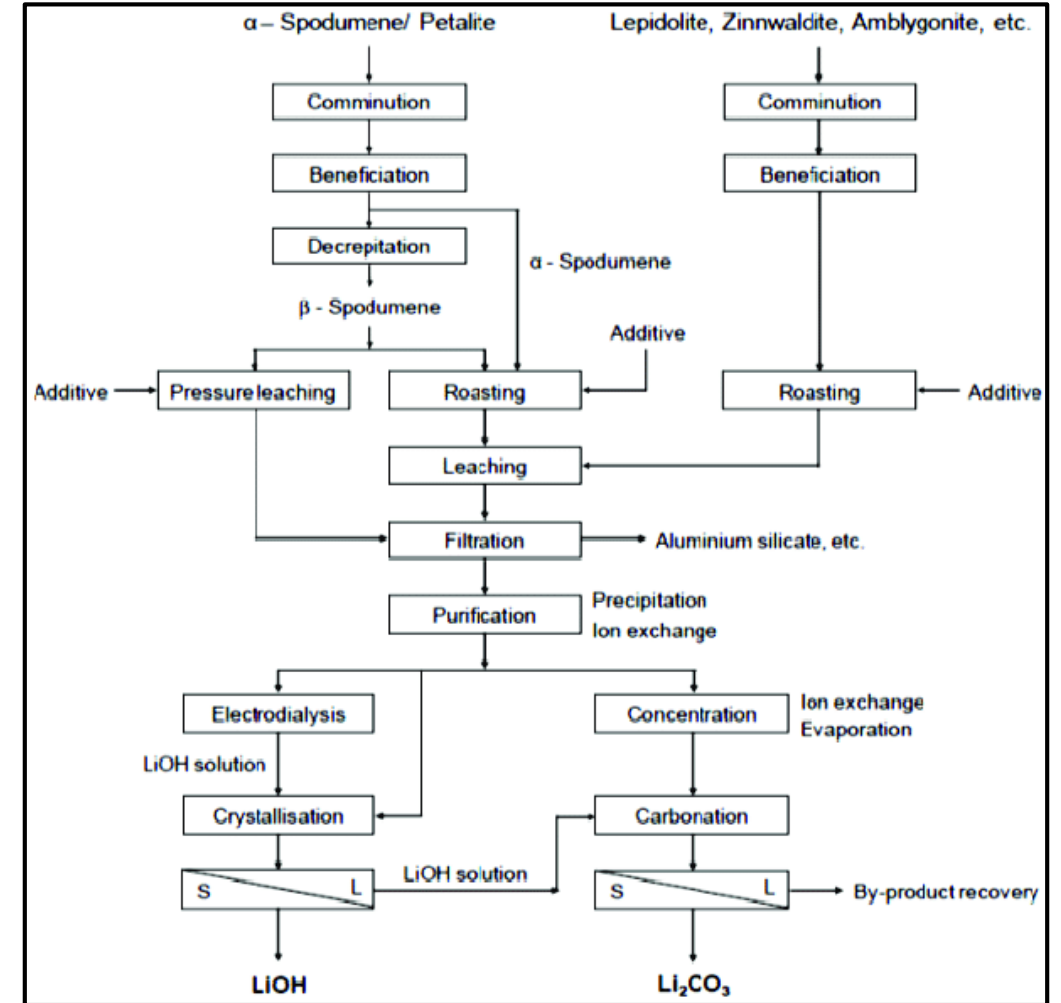 α – Spodumene/ Petalite
Lepidolite, Zinnwaldite, Amblygonite, etc.
Comminution
Comminution
Beneficiation
Beneficiation
Decrepitation
α - Spodumene
β - Spodumene
Additive
Additive
Pressure leaching
Roasting
Roasting
Additive
Leaching
Filtration
Aluminium silicate, etc.
Purification
Precipitation
Ion exchange
Electrodialysis
Concentration
Ion exchange
Evaporation
LiOH solution
Crystallisation
Carbonation
S
L
LiOH solution
S
L
By-product recovery
LiOH
Li₂CO₃